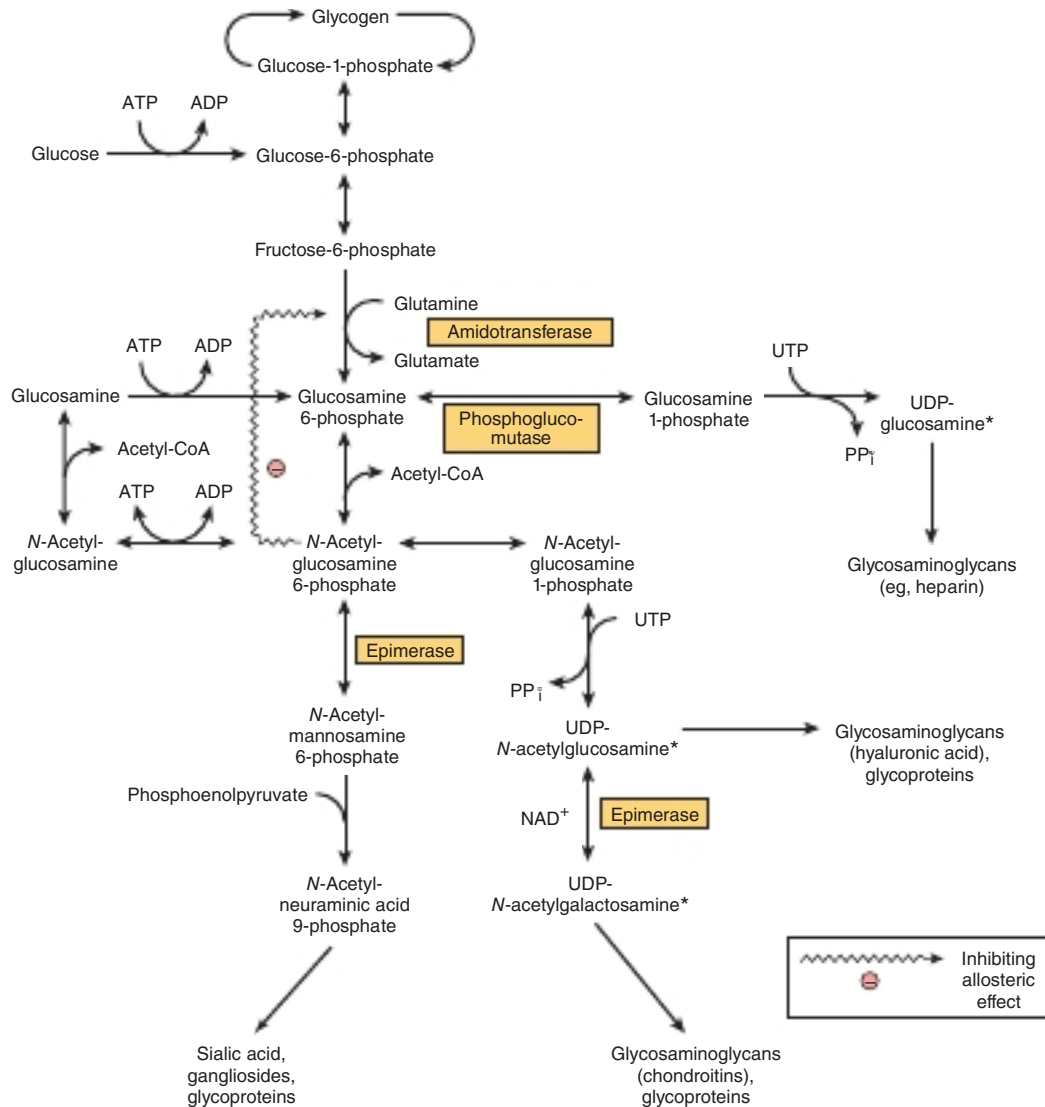 Glycogen
Glucose-1-phosphate
ATP ADP
Glucose
Glucose-6-phosphate
Fructose-6-phosphate
Glutamine
Amidotransferase
Glutamate
ATP ADP
Glucosamine
Glucosamine
6-phosphate
Phosphogluco-
mutase
Glucosamine
1-phosphate
UTP
UDP-
glucosamine*
PPi
Acetyl-CoA
Acetyl-CoA
ATP ADP
N-Acetyl-
glucosamine
N-Acetyl-
glucosamine
6-phosphate
N-Acetyl-
glucosamine
1-phosphate
Glycosaminoglycans
(eg, heparin)
UTP
Epimerase
PPi
N-Acetyl-
mannosamine
6-phosphate
UDP-
N-acetylglucosamine*
Glycosaminoglycans
(hyaluronic acid),
glycoproteins
Phosphoenolpyruvate
NAD+
Epimerase
N-Acetyl-
neuraminic acid
9-phosphate
UDP-
N-acetylgalactosamine*
Inhibiting
allosteric
effect
Sialic acid,
gangliosides,
glycoproteins
Glycosaminoglycans
(chondroitins),
glycoproteins